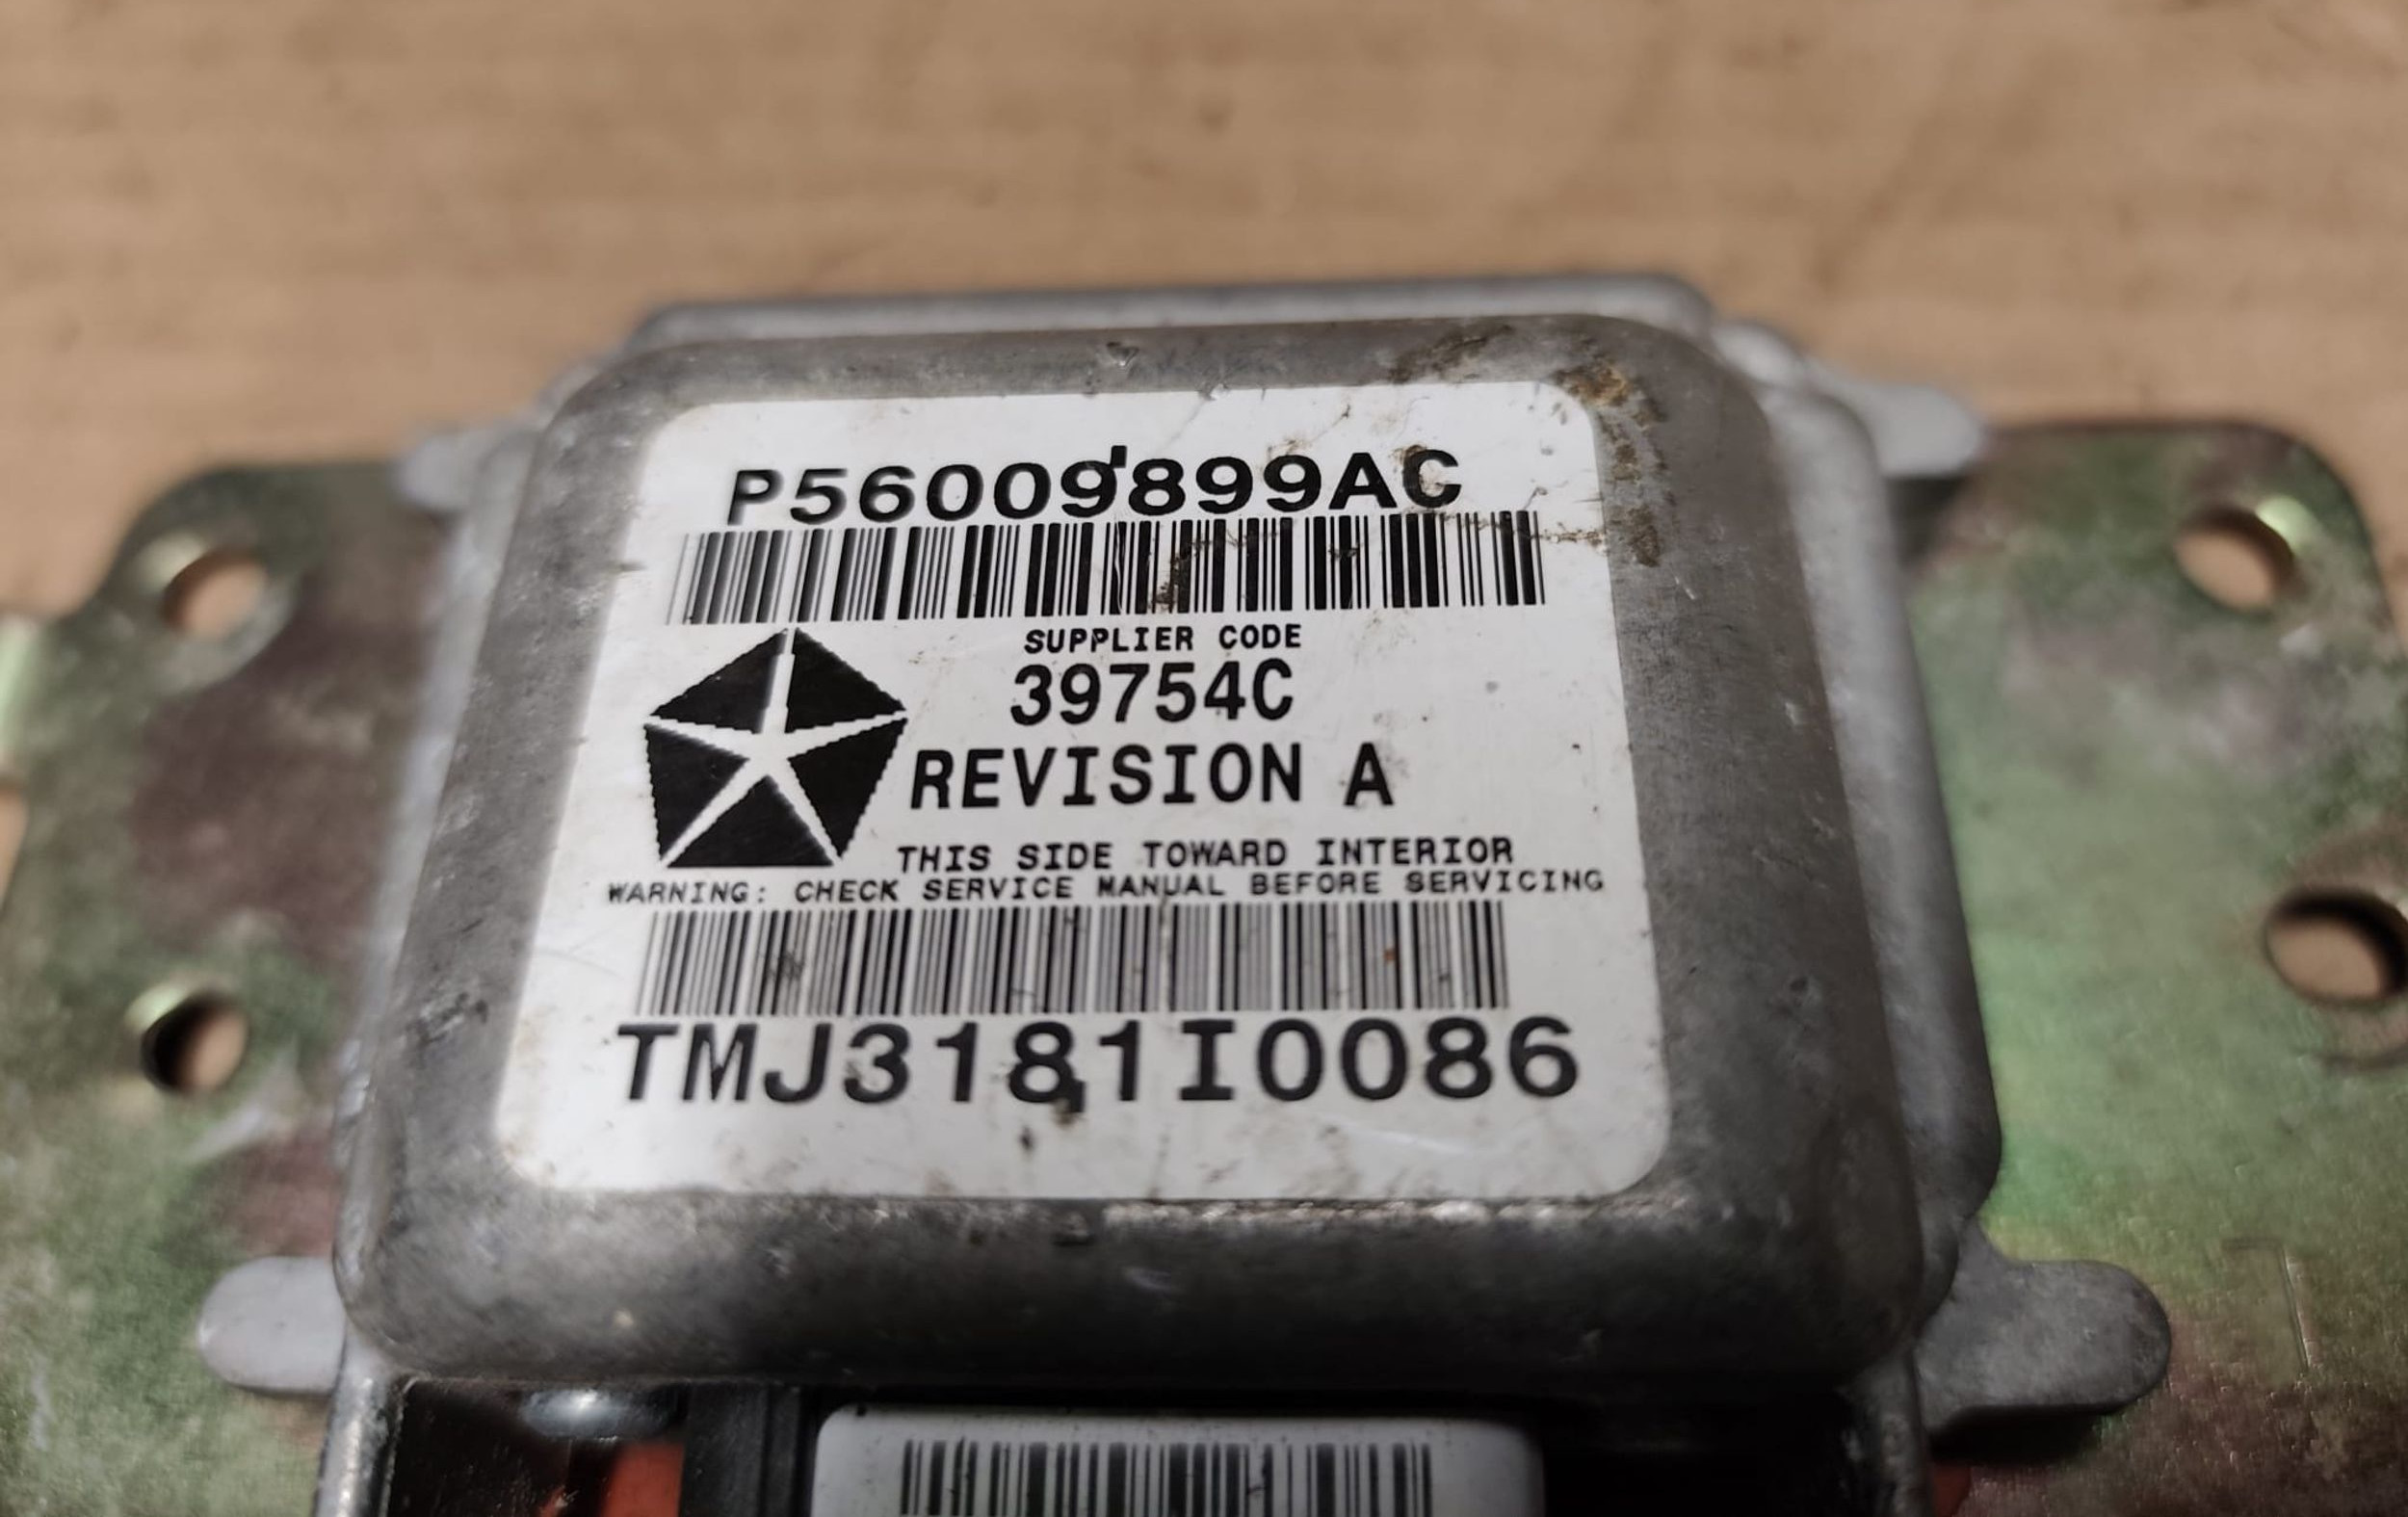 P56009899AC
SUPPLIER CODE
39754C
REVISION A
THIS SIDE TOWARD INTERIOR
WARNING: CHECK SERVICE MANUAL BEFORE SERVICING
TMJ3181I0086